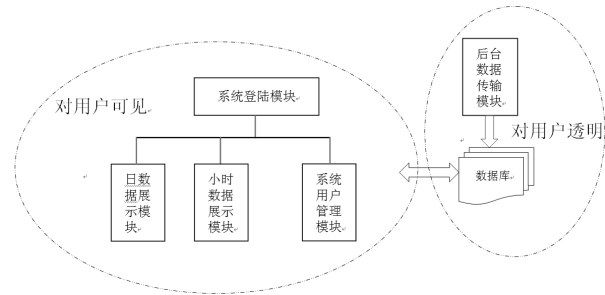 对用户可见
系统登陆模块
日数
据展
示模
块
小时
数据
展示
模块
系统
用户
管理
模块
后台
数据
传输
模块
对用户透明
数据库